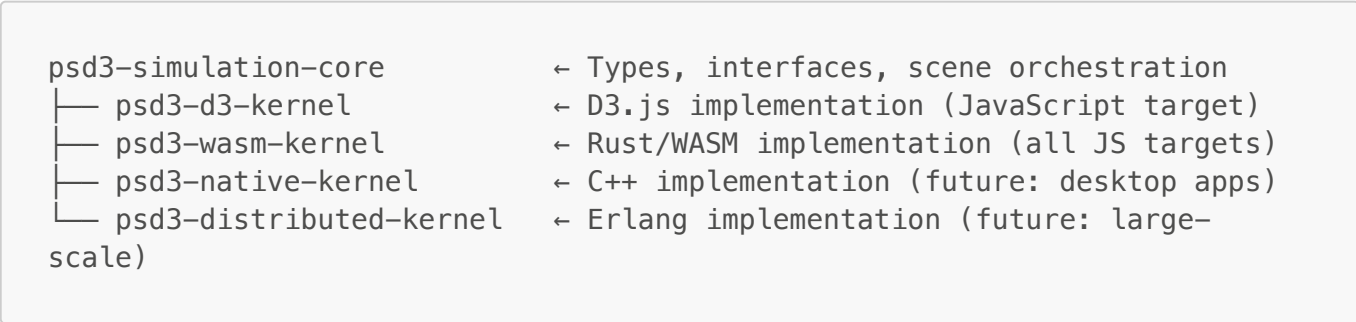 psd3-simulation-core ← Types, interfaces, scene orchestration
├── psd3-d3-kernel ← D3.js implementation (JavaScript target)
├── psd3-wasm-kernel ← Rust/WASM implementation (all JS targets)
├── psd3-native-kernel ← C++ implementation (future: desktop apps)
└── psd3-distributed-kernel ← Erlang implementation (future: large-
scale)